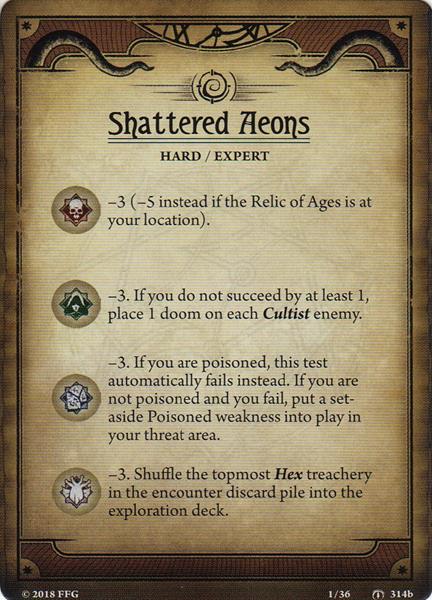 Shattered Aeons
HARD / EXPERT
–3 (–5 instead if the Relic of Ages is at
your location).
–3. If you do not succeed by at least 1,
place 1 doom on each Cultist enemy.
–3. If you are poisoned, this test
automatically fails instead. If you are
not poisoned and you fail, put a set-
aside Poisoned weakness into play in
your threat area.
–3. Shuffle the topmost Hex treachery
in the encounter discard pile into the
exploration deck.
© 2018 FFG 1/36 314b